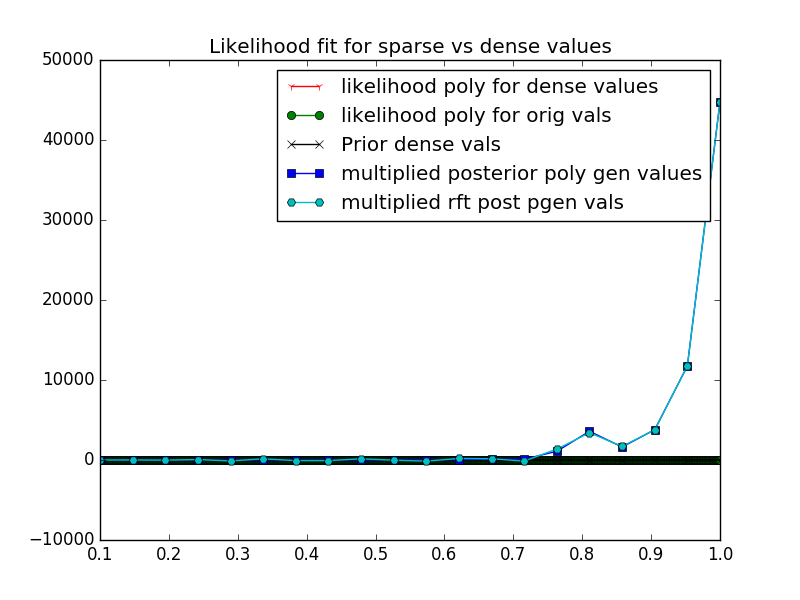 Likelihood fit for sparse vs dense values
50000
40000
30000
20000
10000
0
−10000
likelihood poly for dense values
likelihood poly for orig vals
Prior dense vals
multiplied posterior poly gen values
multiplied rft post pgen vals
0.1 0.2 0.3 0.4 0.5 0.6 0.7 0.8 0.9 1.0